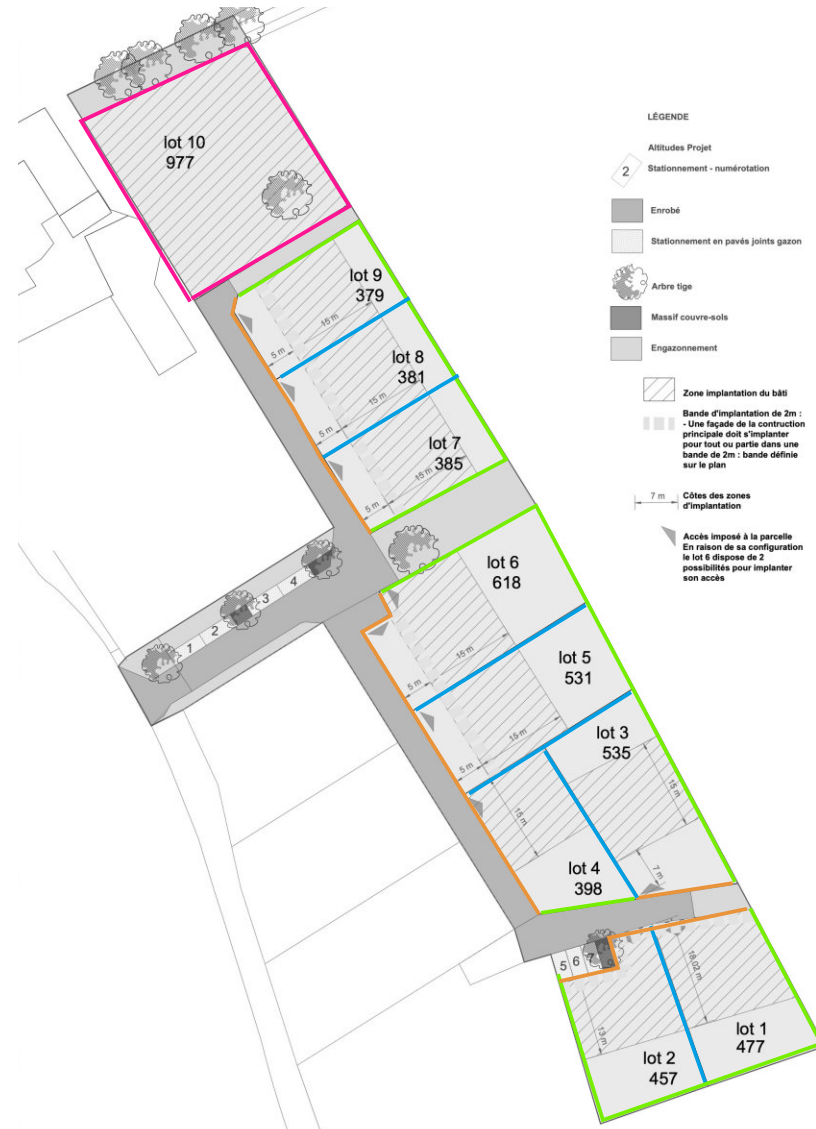 lot 10
977
lot 9
379
15 m
5 m
lot 8
381
15 m
5 m
lot 7
385
15 m
5 m
lot 6
618
15 m
5 m
lot 5
531
15 m
5 m
lot 3
535
15 m
7 m
15 m
lot 4
398
1
2
3
4
5
6
7
18,02 m
13 m
lot 1
477
lot 2
457
LÉGENDE
Altitudes Projet
2
Stationnement - numérotation
Enrobé
Stationnement en pavés joints gazon
Arbre tige
Massif couvre-sols
Engazonnement
Zone implantation du bâti
Bande d'implantation de 2m :
- Une façade de la contruction
principale doit s'implanter
pour tout ou partie dans une
bande de 2m : bande définie
sur le plan
7 m
Côtes des zones
d'implantation
Accès imposé à la parcelle
En raison de sa configuration
le lot 6 dispose de 2
possibilités pour implanter
son accès